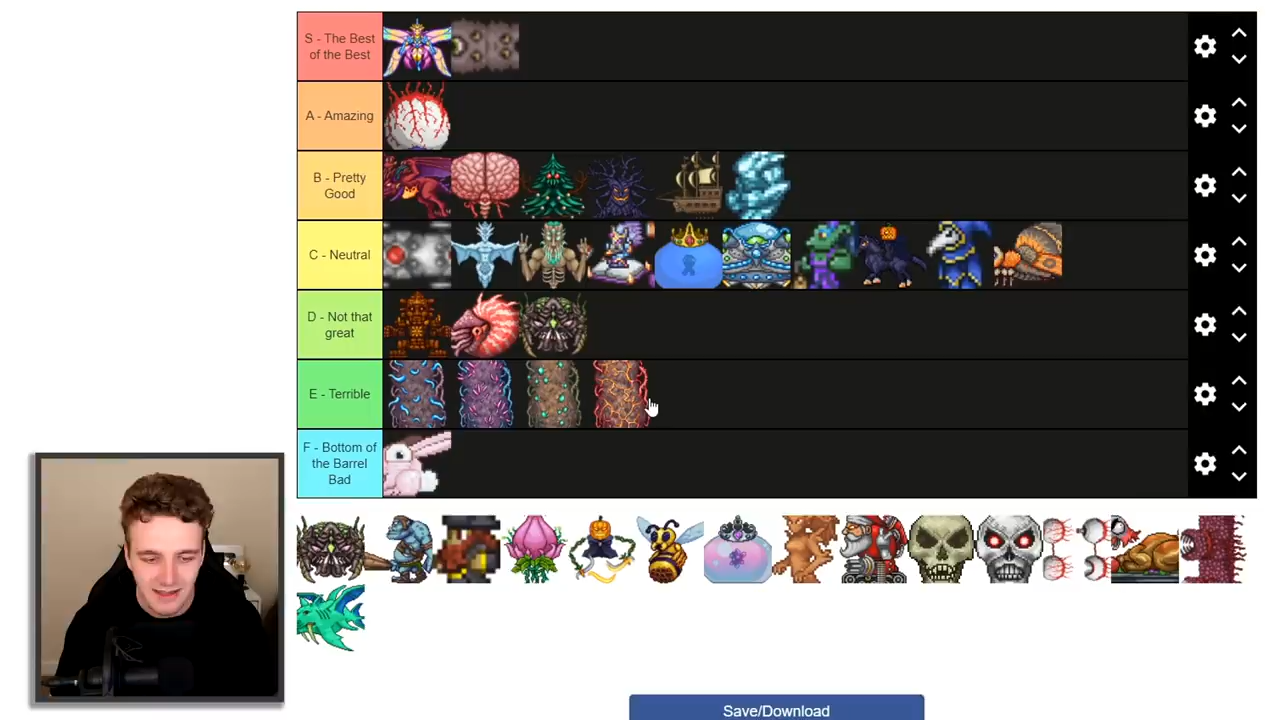 S - The Best
of the Best
A - Amazing
B - Pretty
Good
C - Neutral
D - Not that
great
E - Terrible
F - Bottom of
the Barrel
Bad
Save/Download